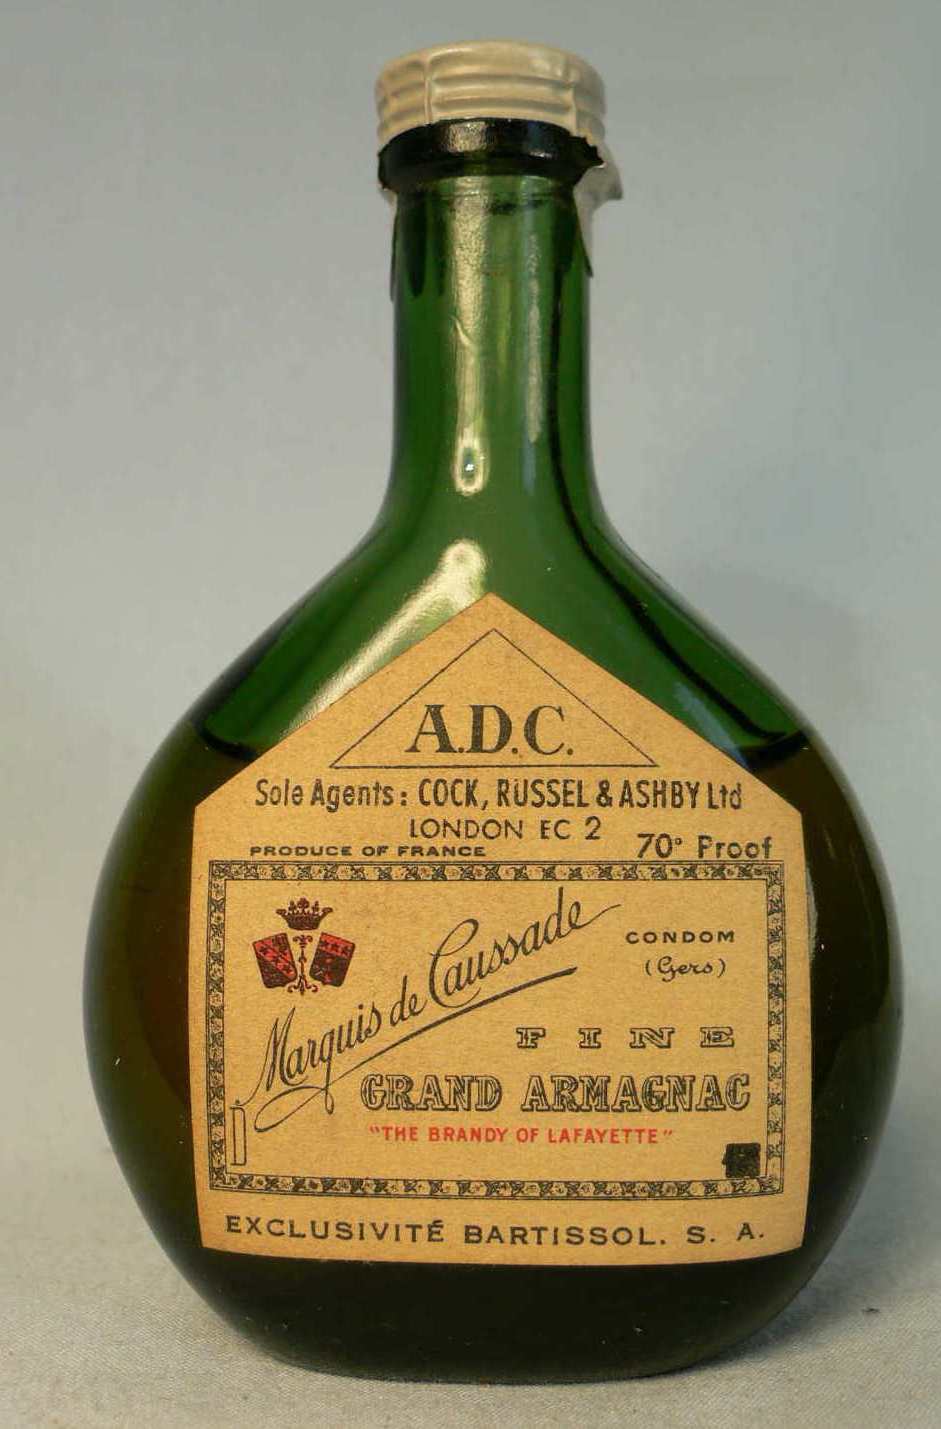 A.D.C.
Sole Agents: COCK, RUSSEL & ASHBY Ltd
LONDON EC 2
PRODUCE OF FRANCE
70° Proof
Marquis de Caussade
CONDOM
(Gers)
FINE
GRAND ARMAGNAC
"THE BRANDY OF LAFAYETTE"
EXCLUSIVITÉ BARTISSOL. S. A.